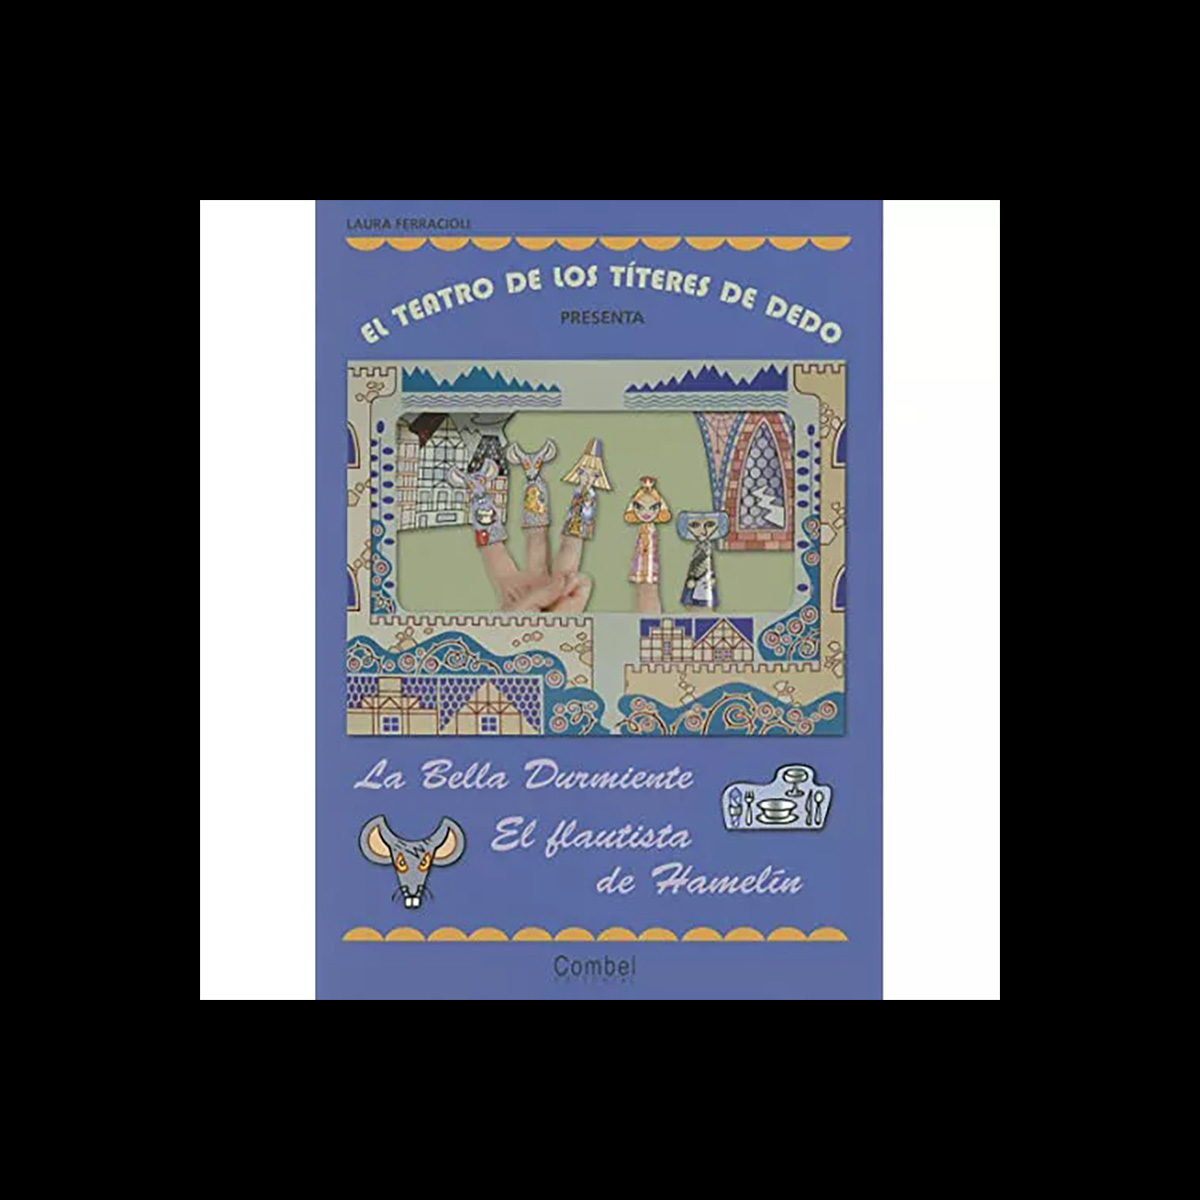 LAURA FERRACIOLI
EL TEATRO DE LOS TÍTERES DE DEDO
PRESENTA
La Bella Durmiente
El flautista
de Hamelín
Combel